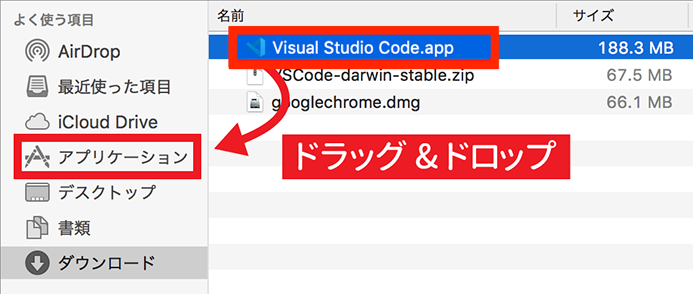 よく使う項目
AirDrop
最近使った項目
iCloud Drive
アプリケーション
デスクトップ
書類
ダウンロード
名前 サイズ
Visual Studio Code.app 188.3 MB
VSCode-darwin-stable.zip 67.5 MB
googlechrome.dmg 66.1 MB
ドラッグ &ドロップ